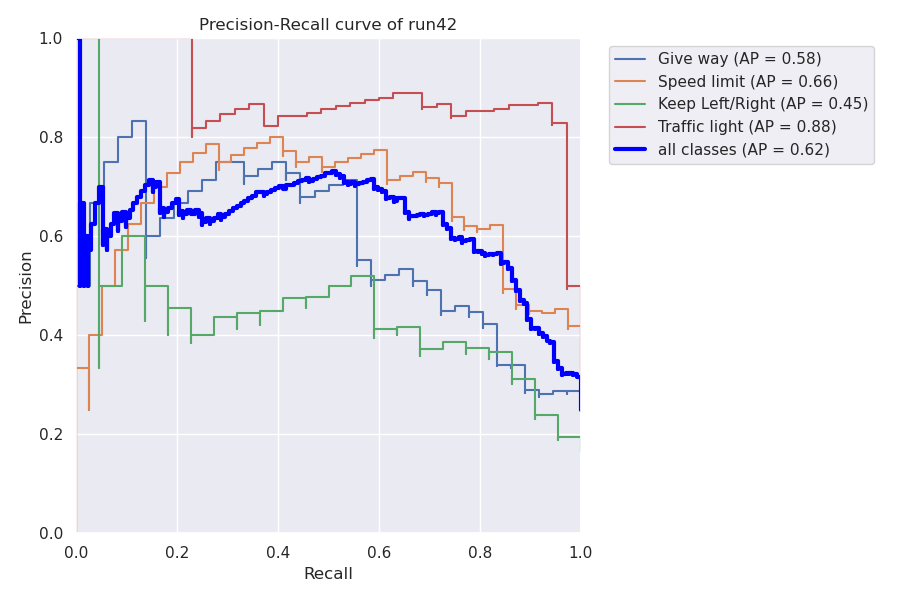 Precision-Recall curve of run42
Give way (AP = 0.58)
Speed limit (AP = 0.66)
Keep Left/Right (AP = 0.45)
Traffic light (AP = 0.88)
all classes (AP = 0.62)
Precision
1.0
0.8
0.6
0.4
0.2
0.0
0.0 0.2 0.4 0.6 0.8 1.0
Recall